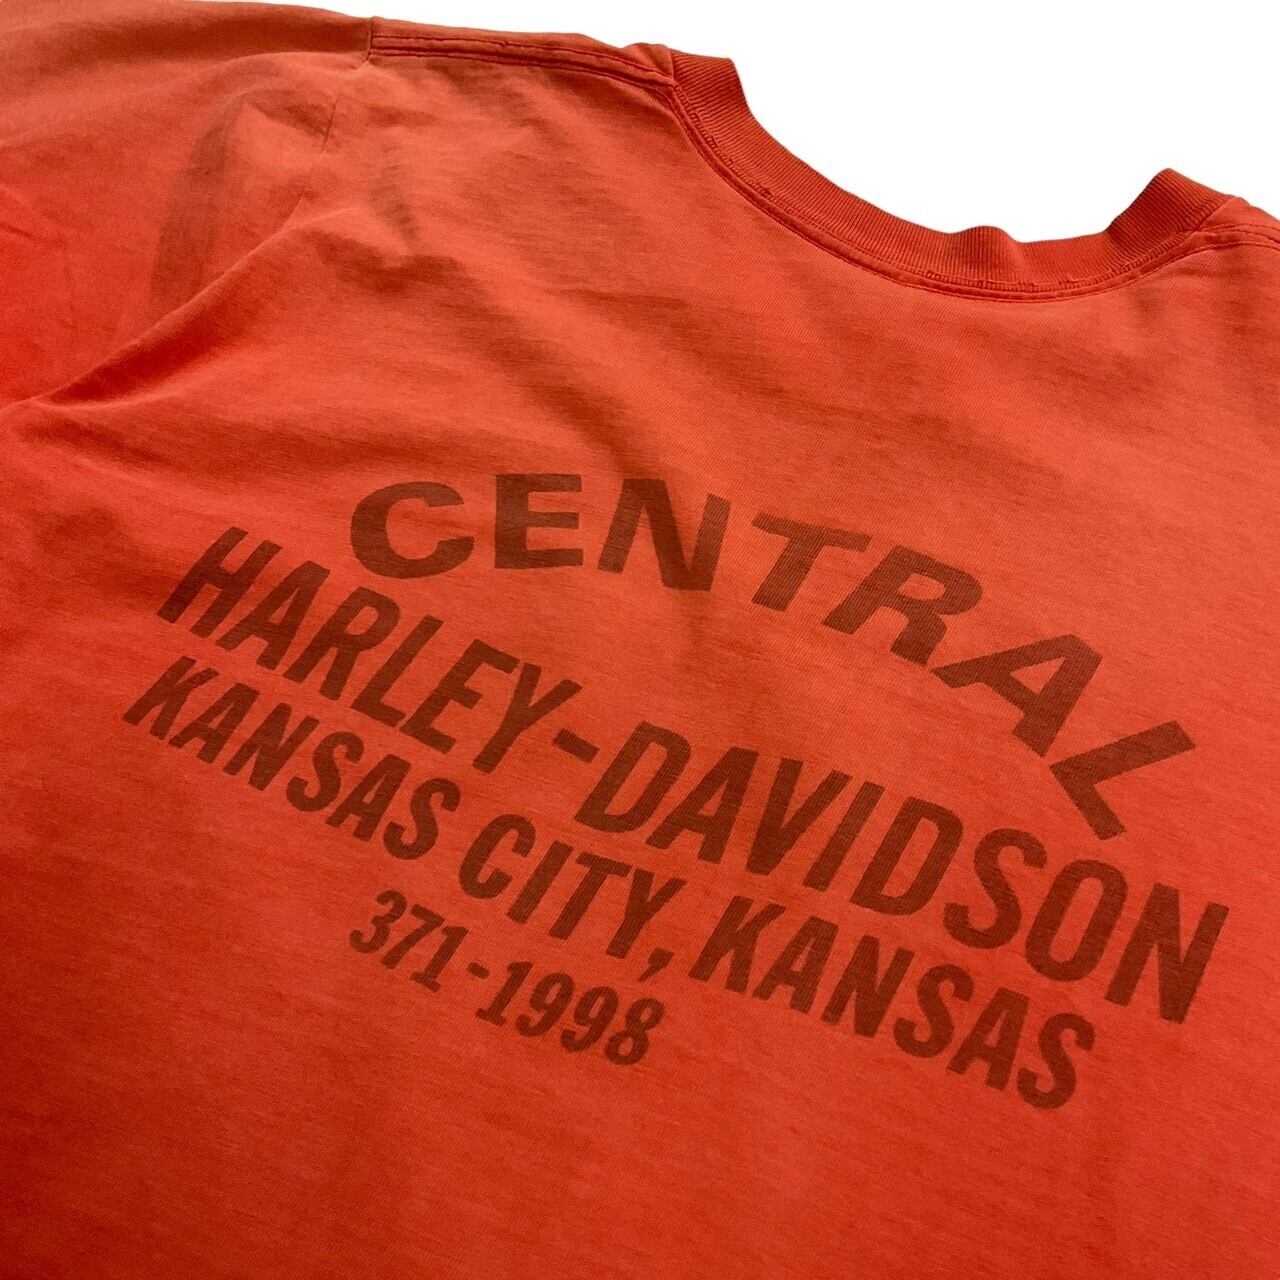 CENTRAL
HARLEY-DAVIDSON
KANSAS CITY, KANSAS
371-1998